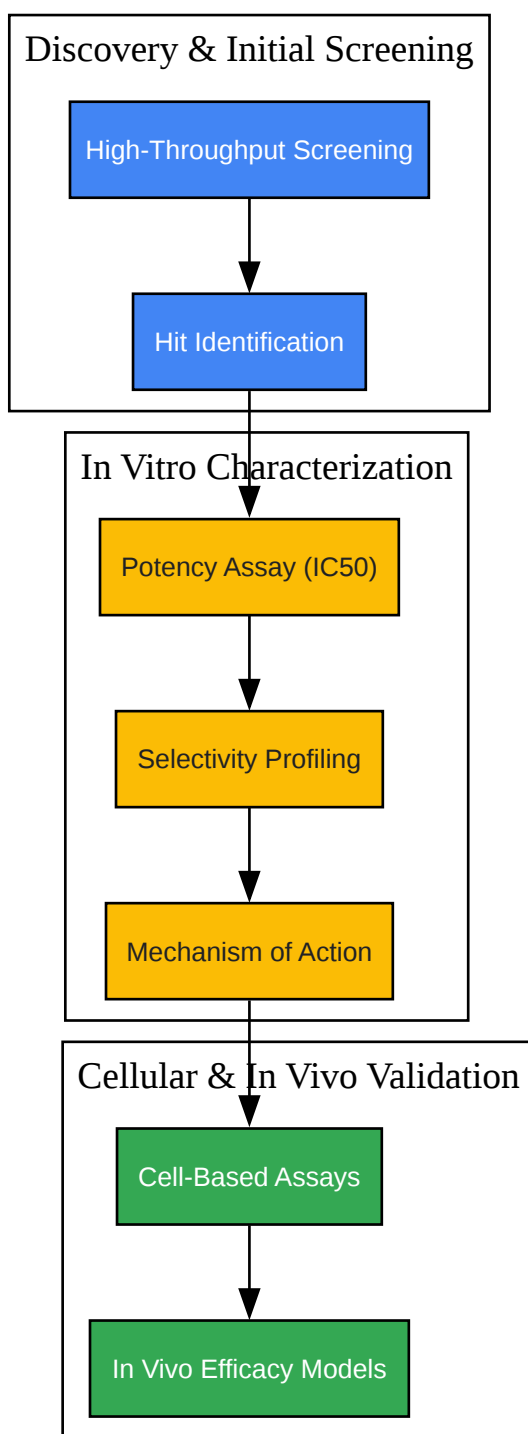 Discovery & Initial Screening
High-Throughput Screening
Hit Identification
In Vitro Characterization
Potency Assay (IC50)
Selectivity Profiling
Mechanism of Action
Cellular & In Vivo Validation
Cell-Based Assays
In Vivo Efficacy Models